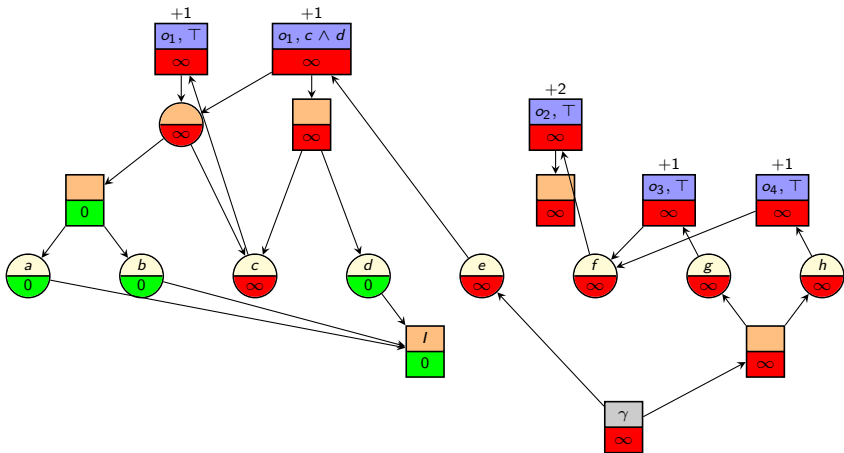 +1 +1
o₁, ⊤ o₁, c ∧ d
∞ ∞
+2
o₂, ⊤
∞ ∞ ∞
+1 +1
o₃, ⊤ o₄, ⊤
0 ∞ ∞ ∞
a b c d e f g h
0 0 ∞ 0 ∞ ∞ ∞ ∞
I
0 ∞
γ
∞